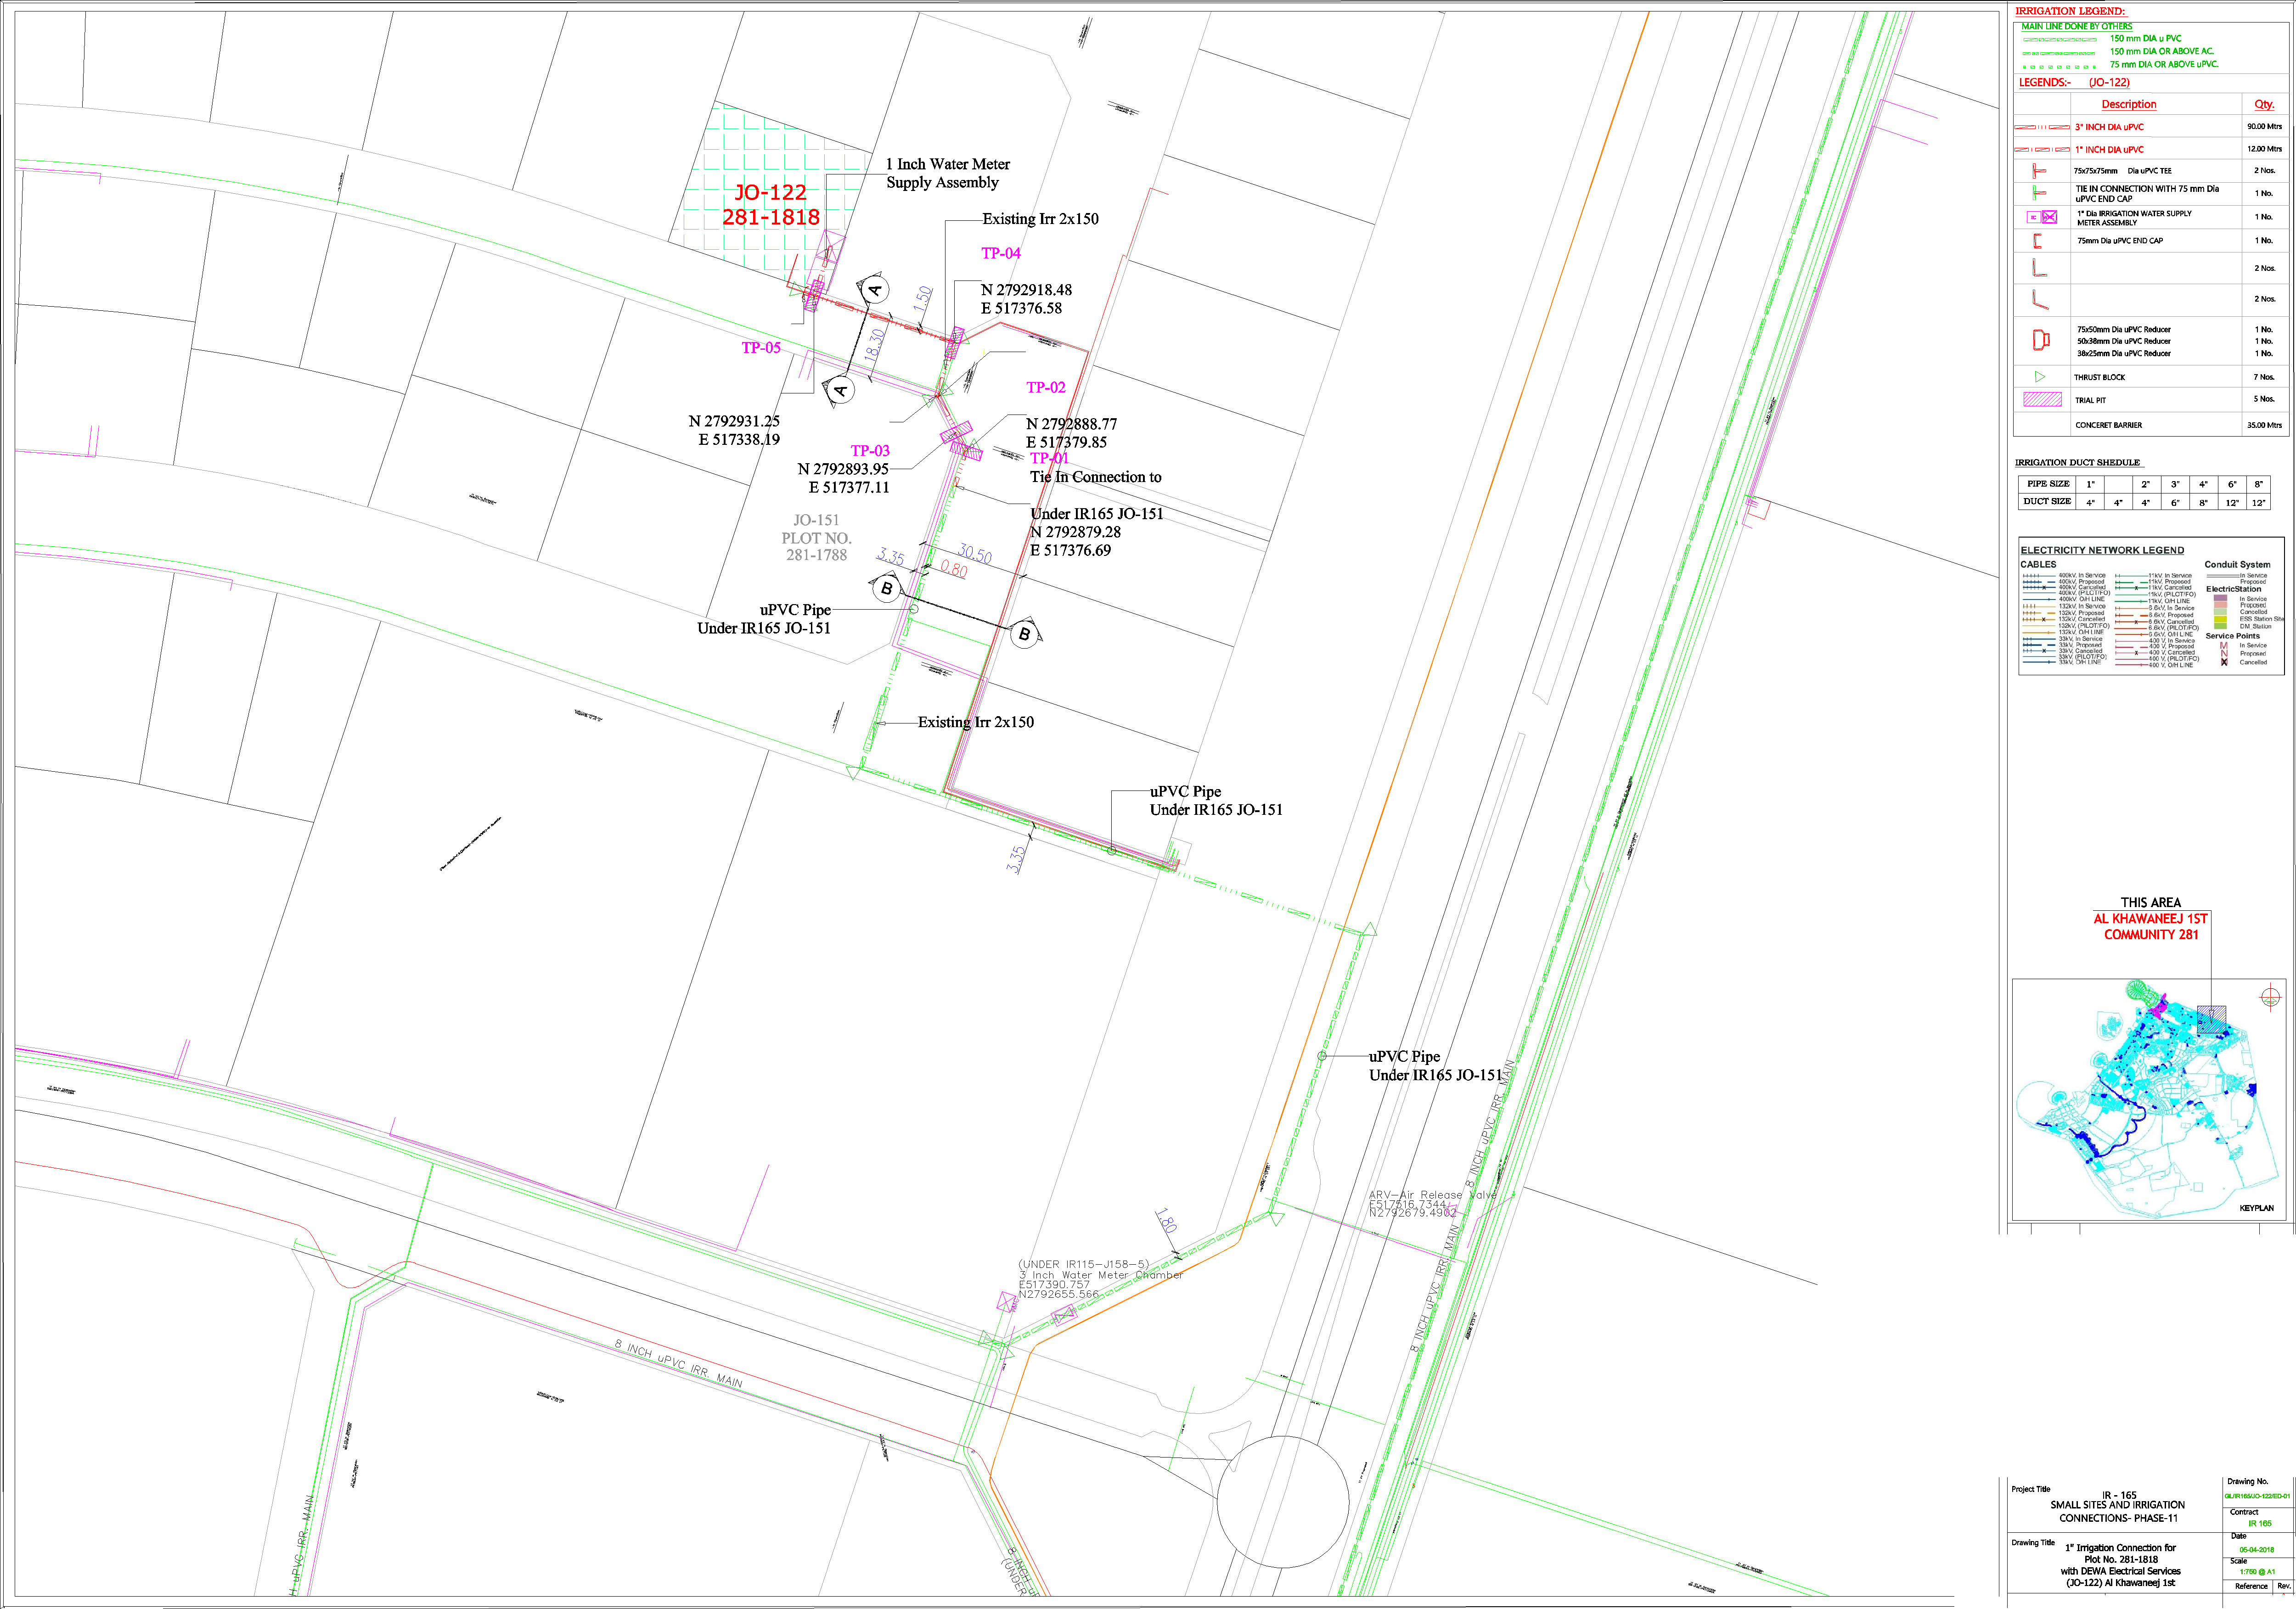 1 Inch Water Meter
Supply Assembly
JO-122
281-1818
Existing Irr 2x150
TP-04
N 2792918.48
E 517376.58
1.50
18.30
A
A
TP-05
TP-02
N 2792931.25
E 517338.19
N 2792888.77
E 517379.85
TP-03
TP-01
N 2792893.95
E 517377.11
Tie In Connection to
Under IR165 JO-151
N 2792879.28
E 517376.69
JO-151
PLOT NO.
281-1788
3.35
30.50
0.80
B
B
uPVC Pipe
Under IR165 JO-151
Existing Irr 2x150
uPVC Pipe
Under IR165 JO-151
3.35
uPVC Pipe
Under IR165 JO-151
8 INCH uPVC IRR. MAIN
ARV-Air Release Valve
E517516.7344
N2792679.4902
8 INCH uPVC IRR. MAIN
1.80
(UNDER IR115-J158-5)
3 Inch Water Meter Chamber
E517390.757
N2792655.566
8 INCH uPVC IRR. MAIN
H uPVC IRR. MAIN
8 INCH uP
(UNDER
IRRIGATION LEGEND:
MAIN LINE DONE BY OTHERS
150 mm DIA u PVC
150 mm DIA OR ABOVE AC.
75 mm DIA OR ABOVE uPVC.
LEGENDS:- (JO-122)
Description Qty.
3" INCH DIA uPVC 90.00 Mtrs
1" INCH DIA uPVC 12.00 Mtrs
75x75x75mm Dia uPVC TEE 2 Nos.
TIE IN CONNECTION WITH 75 mm Dia
uPVC END CAP 1 No.
1" Dia IRRIGATION WATER SUPPLY
METER ASSEMBLY 1 No.
75mm Dia uPVC END CAP 1 No.
2 Nos.
2 Nos.
75x50mm Dia uPVC Reducer 1 No.
50x38mm Dia uPVC Reducer 1 No.
38x25mm Dia uPVC Reducer 1 No.
THRUST BLOCK 7 Nos.
TRIAL PIT 5 Nos.
CONCERET BARRIER 35.00 Mtrs
IRRIGATION DUCT SHEDULE
PIPE SIZE 1" 2" 3" 4" 6" 8"
DUCT SIZE 4" 4" 4" 6" 8" 12" 12"
ELECTRICITY NETWORK LEGEND
CABLES
400kV, In Service
400kV, Proposed
400kV, Cancelled
400kV, (PILOT/FO)
400kV, O/H LINE
132kV, In Service
132kV, Proposed
132kV, Cancelled
132kV, (PILOT/FO)
132kV, O/H LINE
33kV, In Service
33kV, Proposed
33kV, Cancelled
33kV, (PILOT/FO)
33kV, O/H LINE
11kV, In Service
11kV, Proposed
11kV, Cancelled
11kV, (PILOT/FO)
11kV, O/H LINE
6.6kV, In Service
6.6kV, Proposed
6.6kV, Cancelled
6.6kV, (PILOT/FO)
6.6kV, O/H LINE
400 V, In Service
400 V, Proposed
400 V, Cancelled
400 V, (PILOT/FO)
400 V, O/H LINE
Conduit System
In Service
Proposed
ElectricStation
In Service
Proposed
Cancelled
ESS Station Site
DM_Station
Service Points
M In Service
N Proposed
X Cancelled
THIS AREA
AL KHAWANEEJ 1ST
COMMUNITY 281
KEYPLAN
Project Title
IR - 165
SMALL SITES AND IRRIGATION
CONNECTIONS- PHASE-11
Drawing Title
1" Irrigation Connection for
Plot No. 281-1818
with DEWA Electrical Services
(JO-122) Al Khawaneej 1st
Drawing No.
GIL/IR165/JO-122/ED-01
Contract
IR 165
Date
05-04-2018
Scale
1:750 @ A1
Reference Rev.